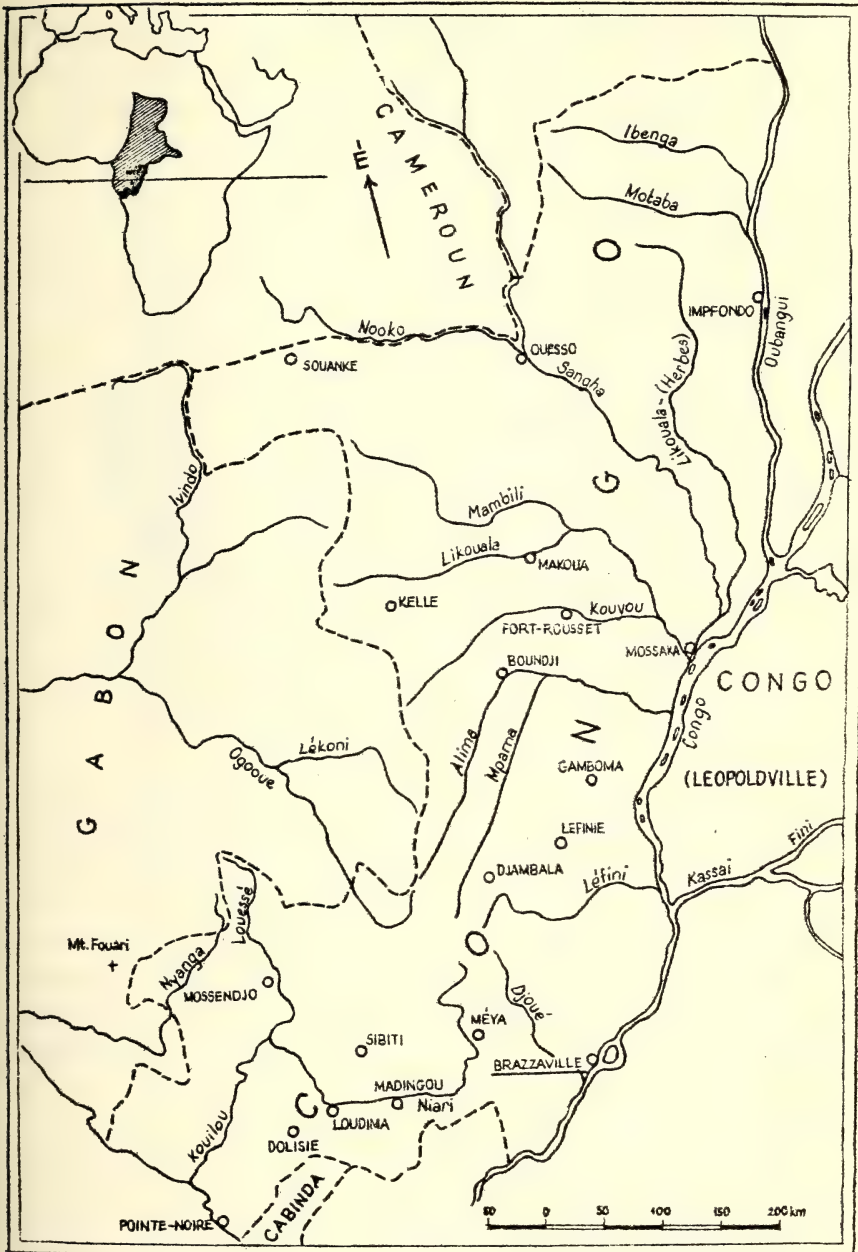 CAMEROUN
Ibenga
Motaba
IMPFONDO
Oubangui
Nooko
SOUANKE
OUESSO
Sangha
Likouala-(Herbes)
Ivindo
Mambili
Likouala
MAKOUA
KELLE
Kouyou
FORT-ROUSSET
MOSSAKA
BOUNDJI
CONGO
(LEOPOLDVILLE)
Congo
GABON
Ogooue
Lékoni
Alima
Mpama
GAMBOMA
LEFINIE
DJAMBALA
Léfini
Kassai
Fini
Louessé
Mt. Fouari
Nyanga
MOSSENDJO
Djoue
SIBITI
MÉYA
BRAZZAVILLE
MADINGOU
Niari
LOUDIMA
DOLISIE
Kouilou
CONGO
POINTE-NOIRE
CABINDA
0 50 100 150 200 km